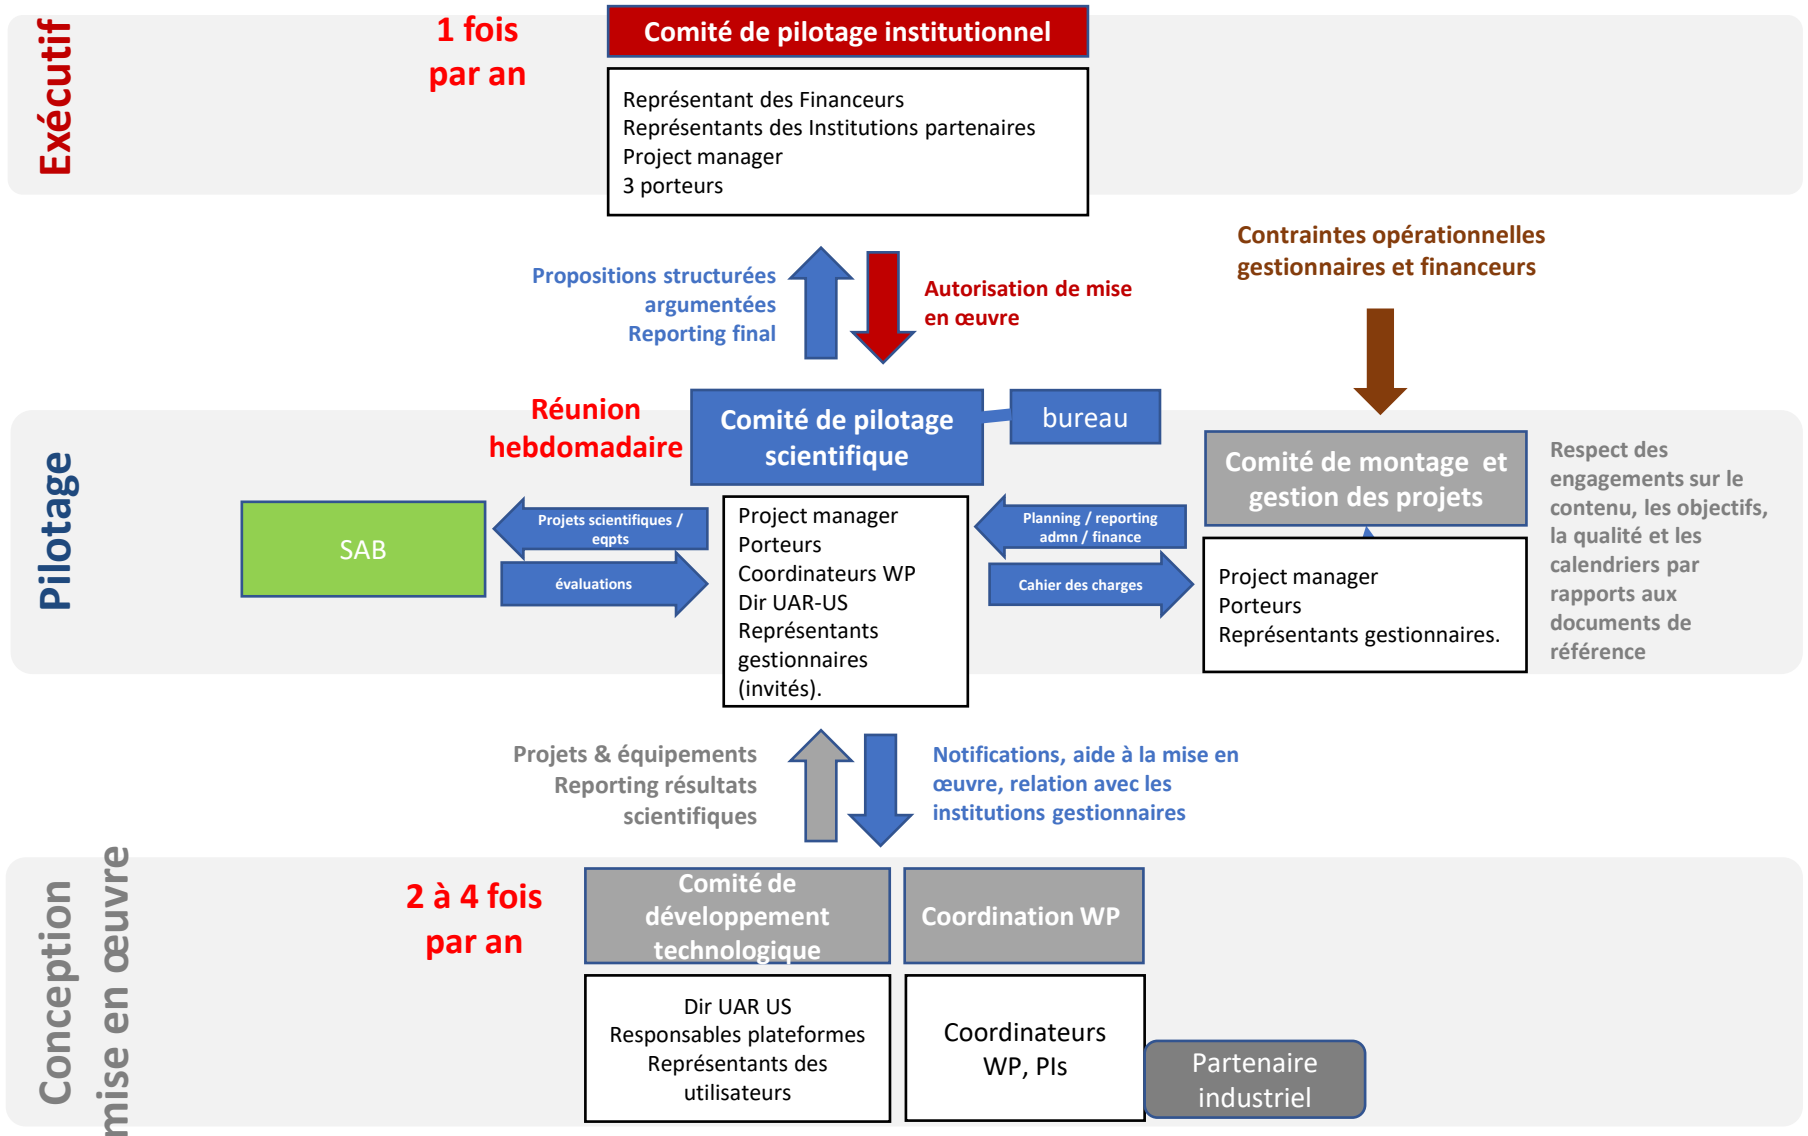 Exécutif
1 fois
par an
Comité de pilotage institutionnel
Représentant des Financeurs
Représentants des Institutions partenaires
Project manager
3 porteurs
Propositions structurées
argumentées
Reporting final
Autorisation de mise
en œuvre
Contraintes opérationnelles
gestionnaires et financeurs
Pilotage
Réunion
hebdomadaire
Comité de pilotage
scientifique
bureau
SAB
Projets scientifiques /
eqpts
évaluations
Project manager
Porteurs
Coordinateurs WP
Dir UAR-US
Représentants
gestionnaires
(invités).
Planning / reporting
admn / finance
Cahier des charges
Comité de montage et
gestion des projets
Project manager
Porteurs
Représentants gestionnaires.
Respect des
engagements sur le
contenu, les objectifs,
la qualité et les
calendriers par
rapports aux
documents de
référence
Projets & équipements
Reporting résultats
scientifiques
Notifications, aide à la mise en
œuvre, relation avec les
institutions gestionnaires
Conception
mise en œuvre
2 à 4 fois
par an
Comité de
développement
technologique
Dir UAR US
Responsables plateformes
Représentants des
utilisateurs
Coordination WP
Coordinateurs
WP, PIs
Partenaire
industriel